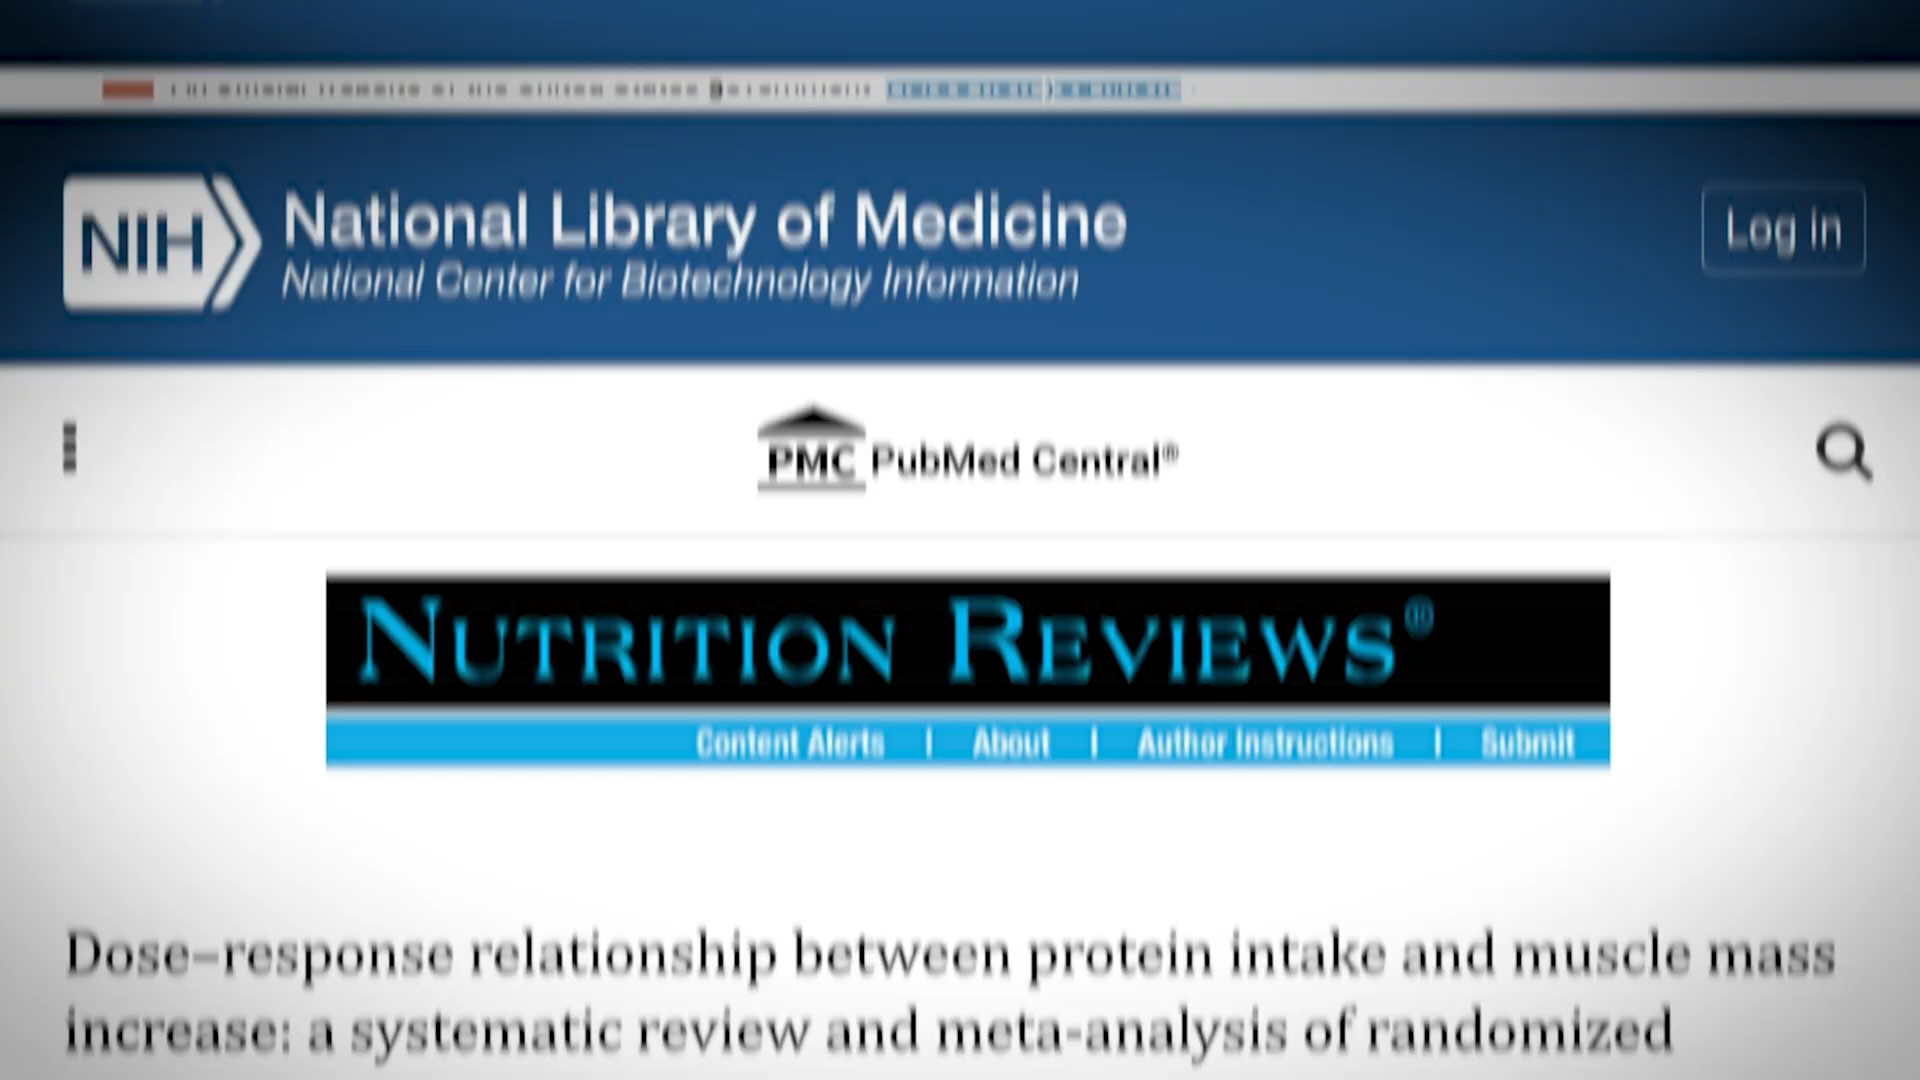 NIH National Library of Medicine
National Center for Biotechnology Information
Log in
PMC PubMed Central®
NUTRITION REVIEWS®
Content Alerts | About | Author Instructions | Submit
Dose–response relationship between protein intake and muscle mass
increase: a systematic review and meta-analysis of randomized